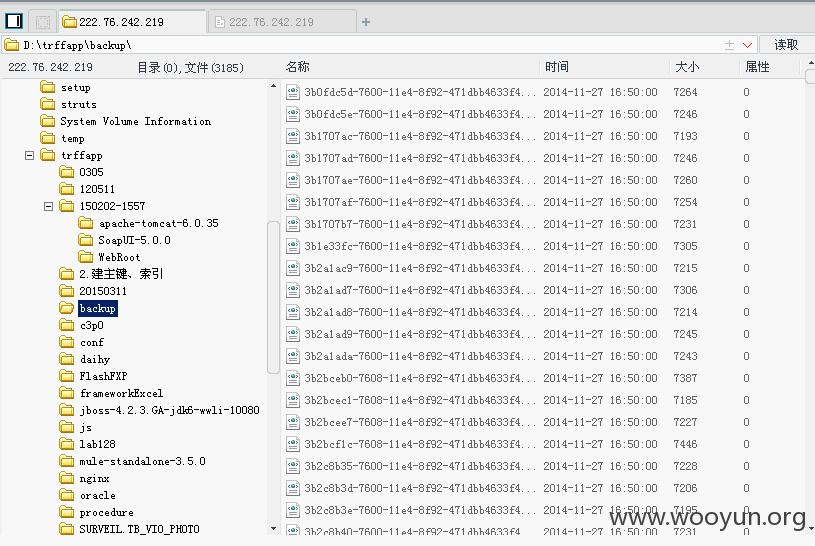 222.76.242.219 222.76.242.219
D:\trffapp\backup\ 读取
222.76.242.219 目录(0),文件(3185) 名称 时间 大小 属性
setup
struts
System Volume Information
temp
trffapp
0305
120511
150202-1557
apache-tomcat-6.0.35
SoapUI-5.0.0
WebRoot
2.建主键、索引
20150311
backup
c3p0
conf
daihy
FlashFXP
frameworkExcel
jboss-4.2.3.GA-jdk6-wwli-10080
js
lab128
mule-standalone-3.5.0
nginx
oracle
procedure
SURVEIL.TB_VIO_PHOTO
3b0fdc5d-7600-11e4-8f92-471dbb4633f4... 2014-11-27 16:50:00 7264 0
3b0fdc5e-7600-11e4-8f92-471dbb4633f4... 2014-11-27 16:50:00 7246 0
3b1707ac-7600-11e4-8f92-471dbb4633f4... 2014-11-27 16:50:00 7193 0
3b1707ad-7600-11e4-8f92-471dbb4633f4... 2014-11-27 16:50:00 7246 0
3b1707ae-7600-11e4-8f92-471dbb4633f4... 2014-11-27 16:50:00 7260 0
3b1707af-7600-11e4-8f92-471dbb4633f4... 2014-11-27 16:50:00 7254 0
3b1707b7-7600-11e4-8f92-471dbb4633f4... 2014-11-27 16:50:00 7231 0
3b1e33fc-7600-11e4-8f92-471dbb4633f4... 2014-11-27 16:50:00 7305 0
3b2a1ac9-7600-11e4-8f92-471dbb4633f4... 2014-11-27 16:50:00 7215 0
3b2a1ad7-7600-11e4-8f92-471dbb4633f4... 2014-11-27 16:50:00 7306 0
3b2a1ad8-7600-11e4-8f92-471dbb4633f4... 2014-11-27 16:50:00 7214 0
3b2a1ad9-7600-11e4-8f92-471dbb4633f4... 2014-11-27 16:50:00 7245 0
3b2a1ada-7600-11e4-8f92-471dbb4633f4... 2014-11-27 16:50:00 7243 0
3b2bceb0-7608-11e4-8f92-471dbb4633f4... 2014-11-27 16:50:00 7387 0
3b2bcec1-7608-11e4-8f92-471dbb4633f4... 2014-11-27 16:50:00 7185 0
3b2bcee7-7608-11e4-8f92-471dbb4633f4... 2014-11-27 16:50:00 7227 0
3b2bcf1c-7608-11e4-8f92-471dbb4633f4... 2014-11-27 16:50:00 7446 0
3b2c8b35-7600-11e4-8f92-471dbb4633f4... 2014-11-27 16:50:00 7228 0
3b2c8b3d-7600-11e4-8f92-471dbb4633f4... 2014-11-27 16:50:00 7206 0
3b2c8b3e-7600-11e4-8f92-471dbb4633f4... 2014-11-27 16:50:00 7195 0
3b2c8b40-7600-11e4-8f92-471dbb4633f4... 2014-11-27 16:50:00 7231 0
www.wooyun.org